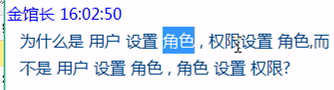 金馆长 16:02:50
为什么是 用户 设置 角色 , 权限设置 角色,而
不是 用户 设置 角色 , 角色 设置 权限?